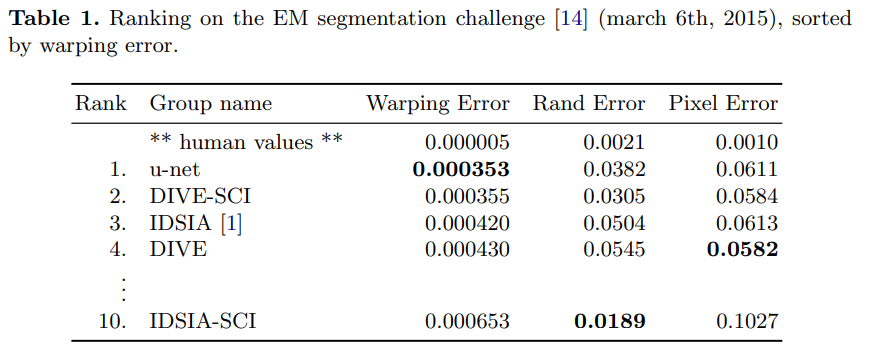 Table 1. Ranking on the EM segmentation challenge [14] (march 6th, 2015), sorted
by warping error.
Rank Group name Warping Error Rand Error Pixel Error
** human values ** 0.000005 0.0021 0.0010
1. u-net 0.000353 0.0382 0.0611
2. DIVE-SCI 0.000355 0.0305 0.0584
3. IDSIA [1] 0.000420 0.0504 0.0613
4. DIVE 0.000430 0.0545 0.0582
⋮
10. IDSIA-SCI 0.000653 0.0189 0.1027